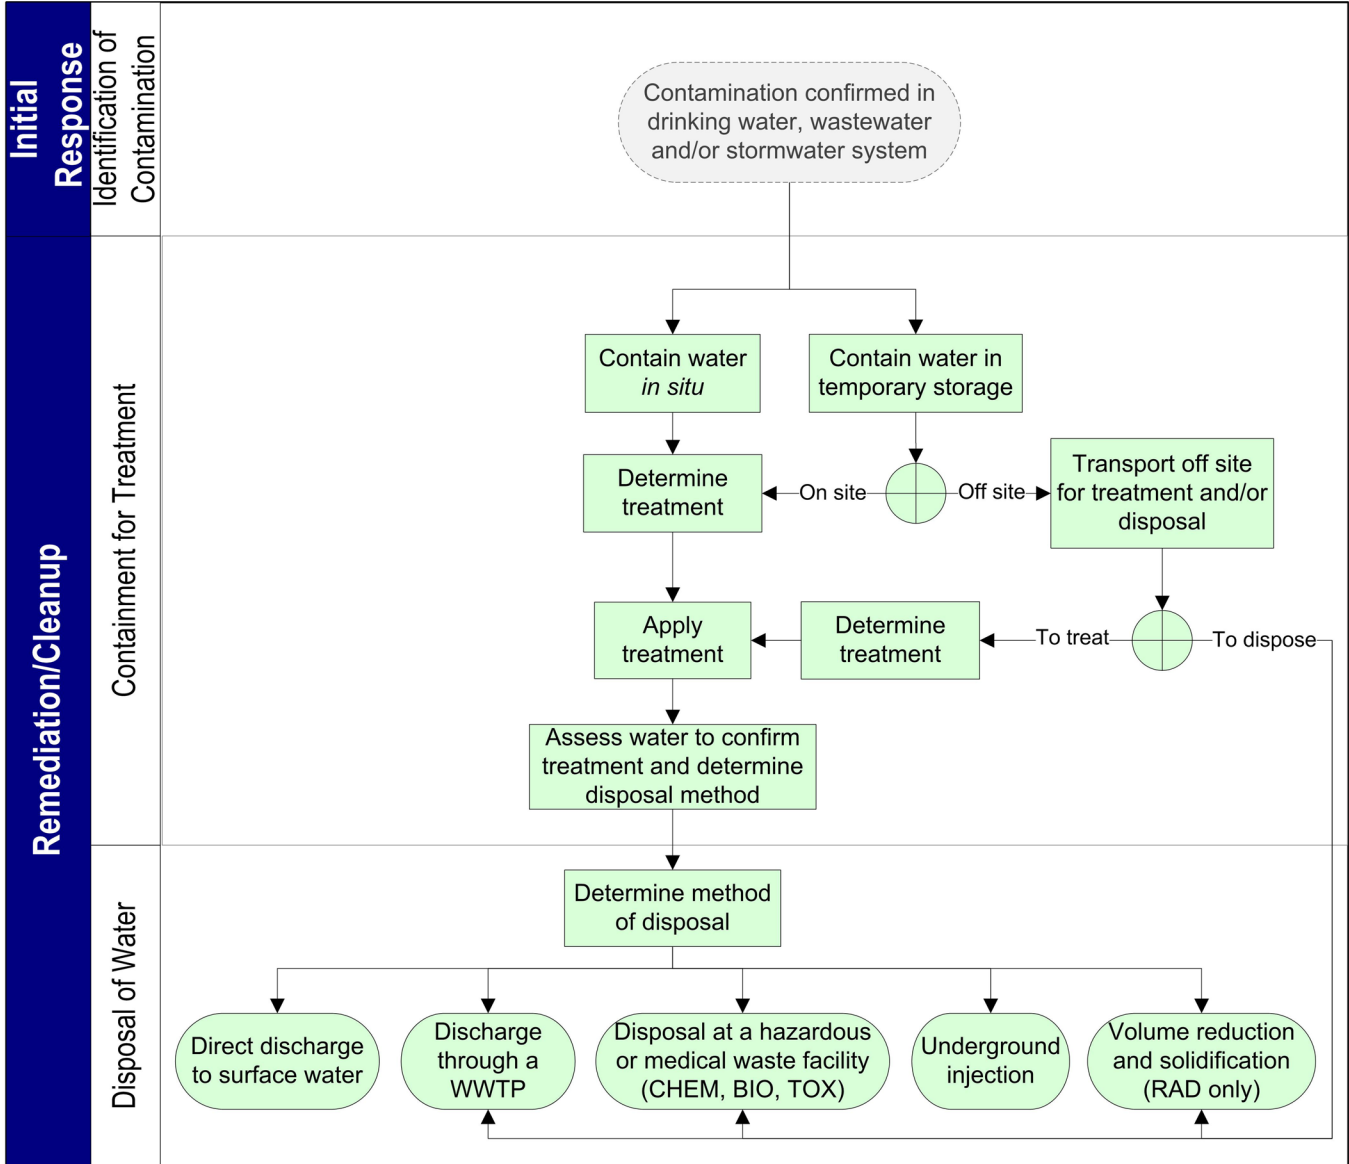 Initial
Response
Identification of
Contamination
Contamination confirmed in
drinking water, wastewater
and/or stormwater system
Remediation/Cleanup
Containment for Treatment
Contain water
in situ
Contain water in
temporary storage
Determine
treatment
On site
Off site
Transport off site
for treatment and/or
disposal
Apply
treatment
Determine
treatment
To treat
To dispose
Assess water to confirm
treatment and determine
disposal method
Disposal of Water
Determine method
of disposal
Direct discharge
to surface water
Discharge
through a
WWTP
Disposal at a hazardous
or medical waste facility
(CHEM, BIO, TOX)
Underground
injection
Volume reduction
and solidification
(RAD only)